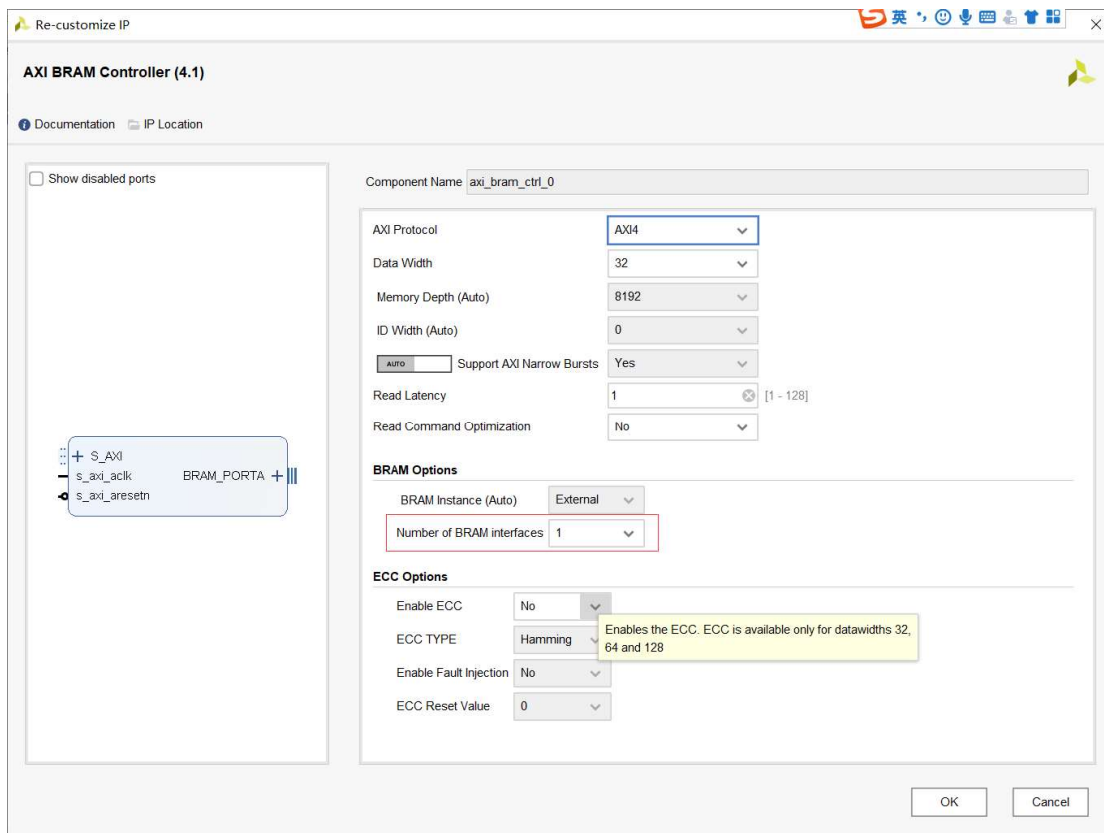 Re-customize IP
英
AXI BRAM Controller (4.1)
Documentation IP Location
Show disabled ports
S_AXI
s_axi_aclk BRAM_PORTA
s_axi_aresetn
Component Name axi_bram_ctrl_0
AXI Protocol AXI4
Data Width 32
Memory Depth (Auto) 8192
ID Width (Auto) 0
AUTO Support AXI Narrow Bursts Yes
Read Latency 1 [1 - 128]
Read Command Optimization No
BRAM Options
BRAM Instance (Auto) External
Number of BRAM interfaces 1
ECC Options
Enable ECC No
Enables the ECC. ECC is available only for datawidths 32,
64 and 128
ECC TYPE Hamming
Enable Fault Injection No
ECC Reset Value 0
OK Cancel